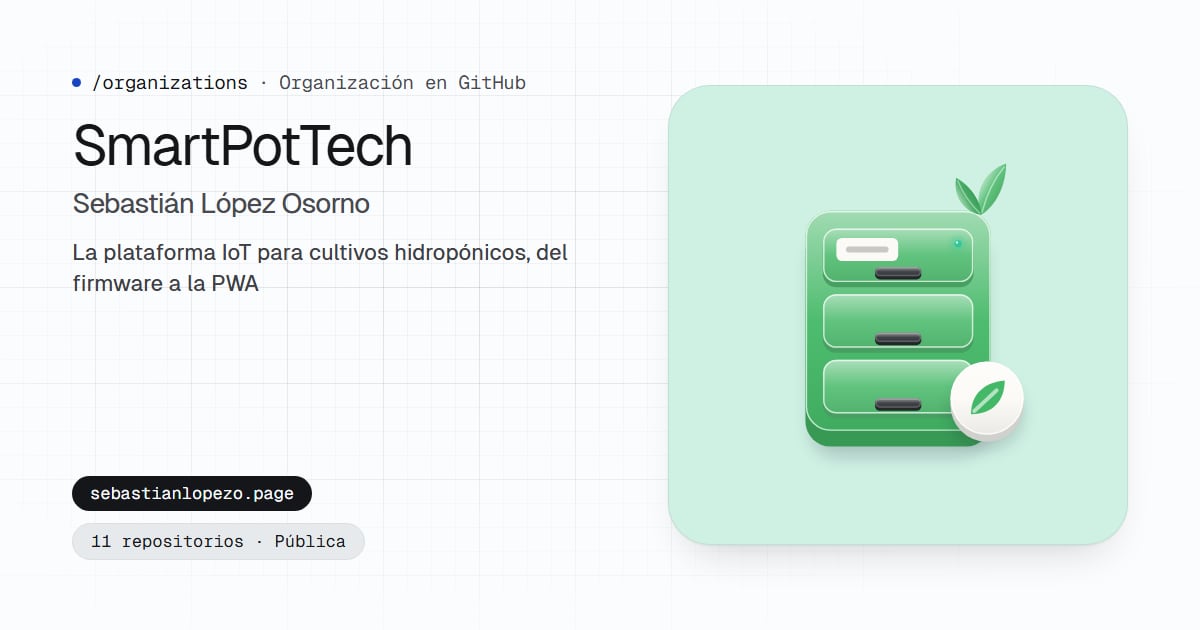 /organizations · Organización en GitHub
SmartPotTech
Sebastián López Osorno
La plataforma IoT para cultivos hidropónicos, del
firmware a la PWA
sebastianlopezo.page
11 repositorios · Pública